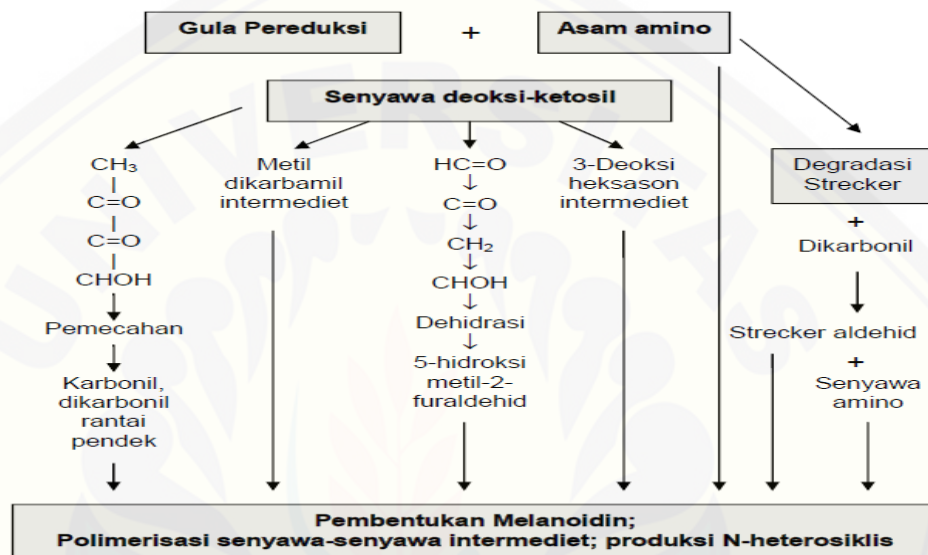 Gula Pereduksi
+
Asam amino
Senyawa deoksi-ketosil
CH₃
C=O
C=O
CHOH
Pemecahan
Karbonil,
dikarbonil
rantai
pendek
Metil
dikarbamil
intermediet
HC=O
C=O
CH₂
CHOH
Dehidrasi
5-hidroksi
metil-2-
furaldehid
3-Deoksi
heksason
intermediet
Degradasi
Strecker
+
Dikarbonil
Strecker aldehid
+
Senyawa
amino
Pembentukan Melanoidin;
Polimerisasi senyawa-senyawa intermediet; produksi N-heterosiklis
UNIVERSITAS